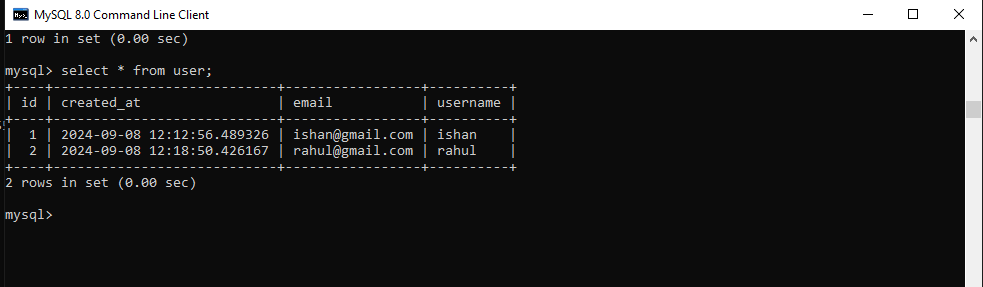 MySQL 8.0 Command Line Client
1 row in set (0.00 sec)
mysql> select * from user;
+----+----------------------------+-----------------+----------+
| id | created_at                 | email           | username |
+----+----------------------------+-----------------+----------+
|  1 | 2024-09-08 12:12:56.489326 | ishan@gmail.com | ishan    |
|  2 | 2024-09-08 12:18:50.426167 | rahul@gmail.com | rahul    |
+----+----------------------------+-----------------+----------+
2 rows in set (0.00 sec)
mysql>